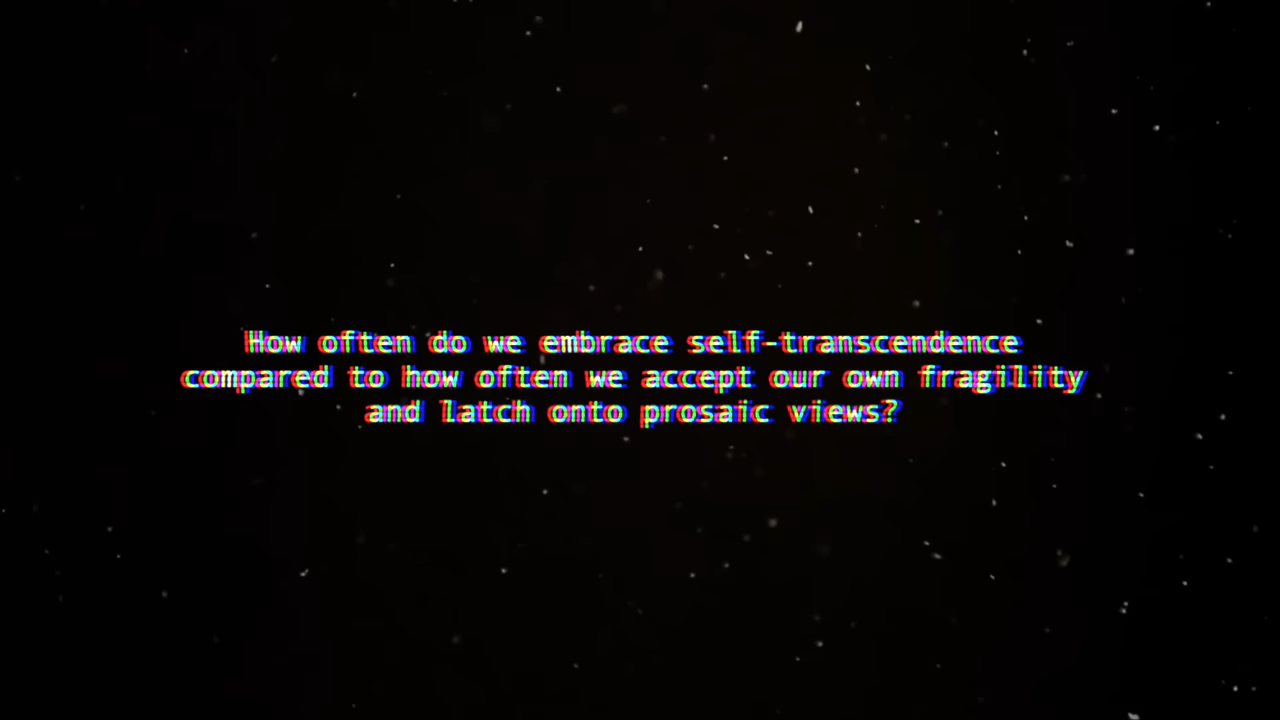 How often do we embrace self-transcendence
compared to how often we accept our own fragility
and latch onto prosaic views?